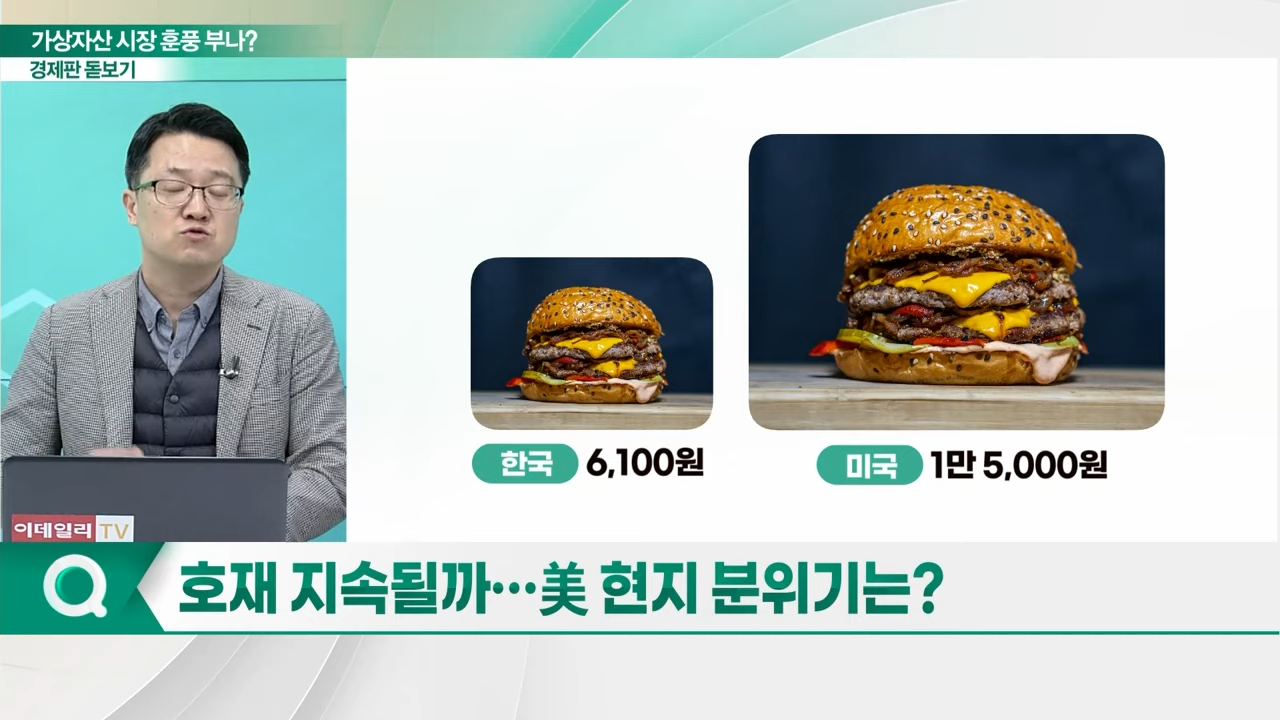 가상자산 시장 훈풍 부나?
경제판 돋보기
한국 6,100원
미국 1만 5,000원
이데일리 TV
호재 지속될까···美 현지 분위기는?